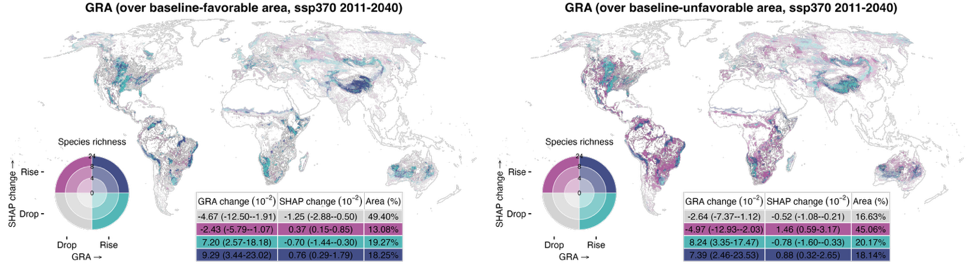 GRA (over baseline-favorable area, ssp370 2011-2040)
Species richness
24
8
4
0
SHAP change →
Rise
Drop
Drop
Rise
GRA →
GRA change (10⁻²) SHAP change (10⁻²) Area (%)
-4.67 (-12.50--1.91) -1.25 (-2.88--0.50) 49.40%
-2.43 (-5.79--1.07) 0.37 (0.15-0.85) 13.08%
7.20 (2.57-18.18) -0.70 (-1.44--0.30) 19.27%
9.29 (3.44-23.02) 0.76 (0.29-1.79) 18.25%
GRA (over baseline-unfavorable area, ssp370 2011-2040)
Species richness
24
8
4
0
SHAP change →
Rise
Drop
Drop
Rise
GRA →
GRA change (10⁻²) SHAP change (10⁻²) Area (%)
-2.64 (-7.37--1.12) -0.52 (-1.08--0.21) 16.63%
-4.97 (-12.93--2.03) 1.46 (0.59-3.17) 45.06%
8.24 (3.35-17.47) -0.78 (-1.60--0.33) 20.17%
7.39 (2.46-23.53) 0.88 (0.32-2.65) 18.14%